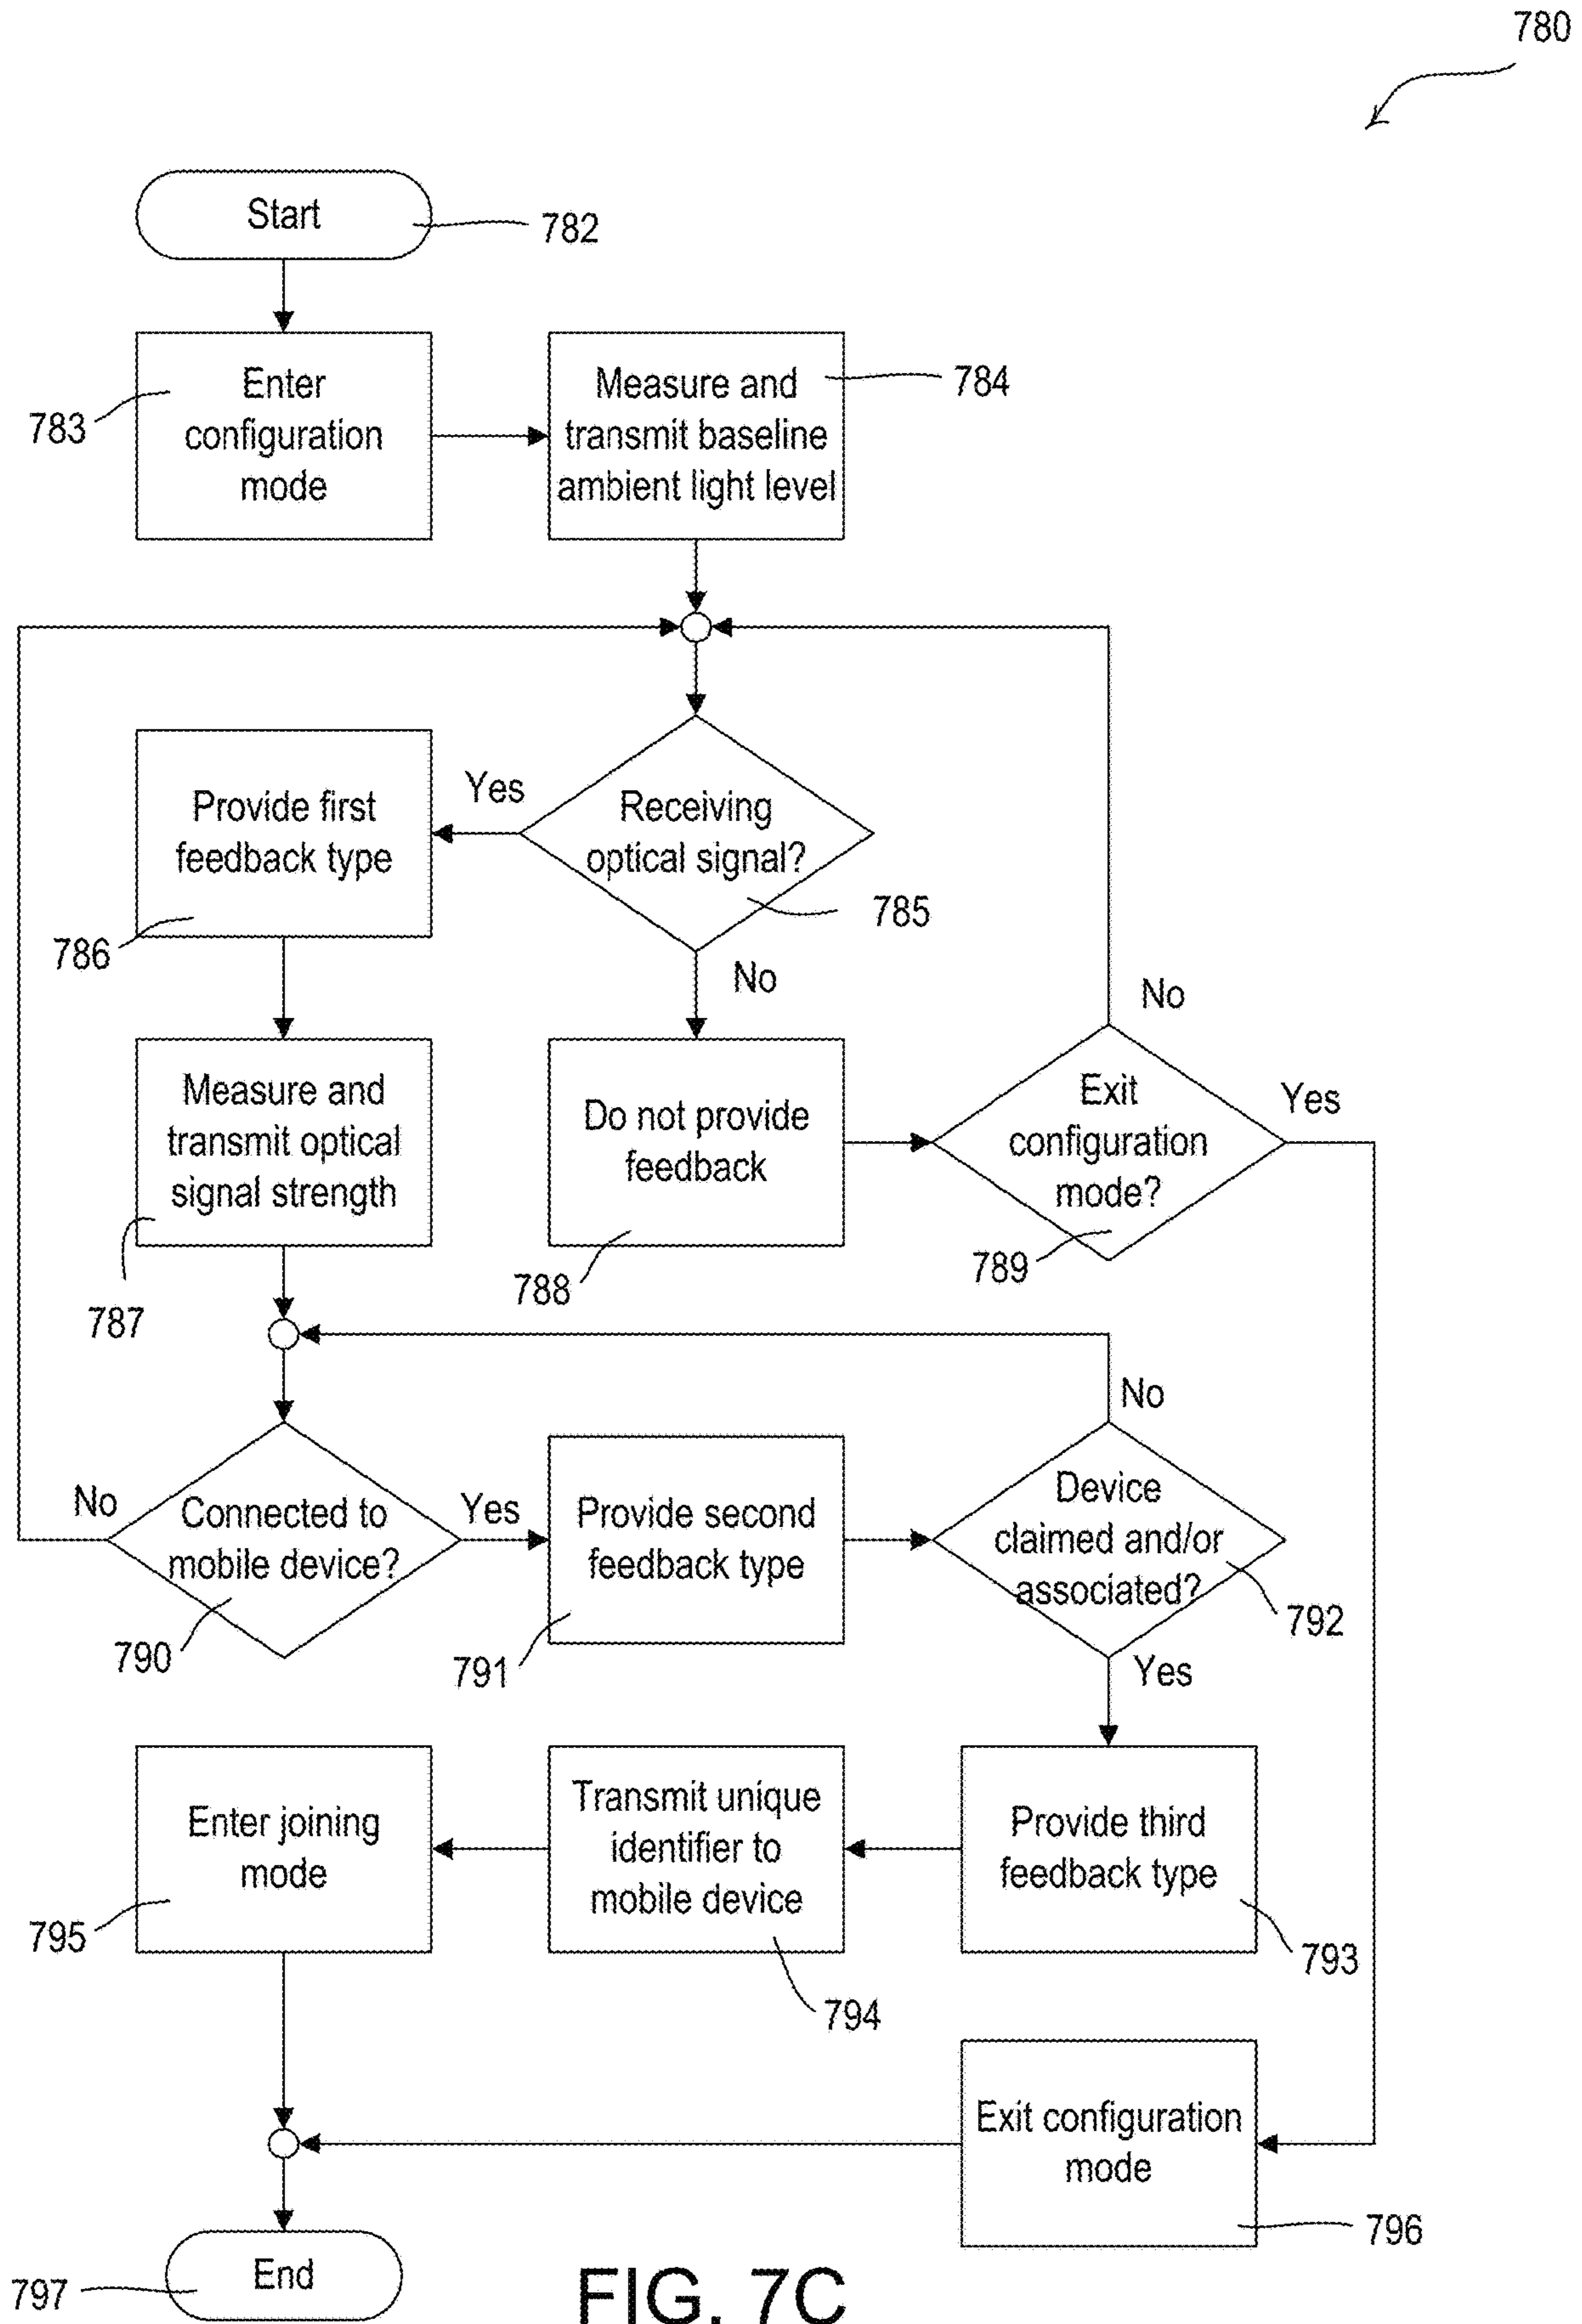 780
Start
782
Enter
configuration
mode
783
Measure and
transmit baseline
ambient light level
784
Provide first
feedback type
786
Yes
Receiving
optical signal?
785
No
No
Measure and
transmit optical
signal strength
787
Do not provide
feedback
788
Exit
configuration
mode?
789
Yes
No
Connected to
mobile device?
790
Yes
Provide second
feedback type
791
No
Device
claimed and/or
associated?
792
Yes
Enter joining
mode
795
Transmit unique
identifier to
mobile device
794
Provide third
feedback type
793
Exit configuration
mode
796
End
797
FIG. 7C